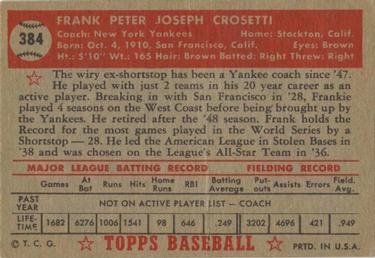 384
FRANK PETER JOSEPH CROSETTI
Coach: New York Yankees Home: Stockton, Calif.
Born: Oct. 4, 1910, San Francisco, Calif. Eyes: Brown
Ht.: 5'10" Wt.: 165 Hair: Brown Batted: Right Threw: Right
The wiry ex-shortstop has been a Yankee coach since '47.
He played with just 2 teams in his 20 year career as an
active player. Breaking in with San Francisco in '28, Frankie
played 4 seasons on the West Coast before being brought up by
the Yankees. He retired after the '48 season. Frank holds the
Record for the most games played in the World Series by a
Shortstop — 28. He led the American League in Stolen Bases in
'38 and was chosen on the League's All-Star Team in '36.
MAJOR LEAGUE BATTING RECORD FIELDING RECORD
Games At Bat Runs Hits HR RBI Batting Average Put-outs Assists Errors Field. Avg.
PAST YEAR NOT ON ACTIVE PLAYER LIST — COACH
LIFE-TIME 1682 6276 1006 1541 98 646 .249 3202 4696 421 .949
© T. C. G. TOPPS BASEBALL PRTD. IN U.S.A.